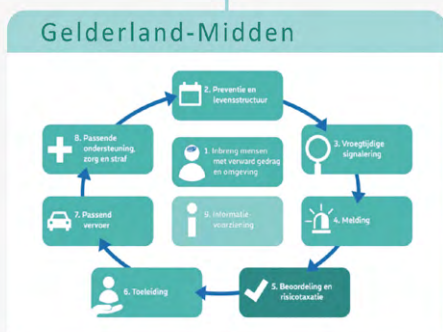 Gelderland-Midden
2. Preventie en
levensstructuur
8. Passende
ondersteuning,
zorg en straf
1. Inbreng mensen
met verward gedrag
en omgeving
3. Vroegtijdige
signalering
7. Passend
vervoer
9. Informatie
voorziening
4. Melding
6. Toeleiding
5. Beoordeling en
risicotaxatie